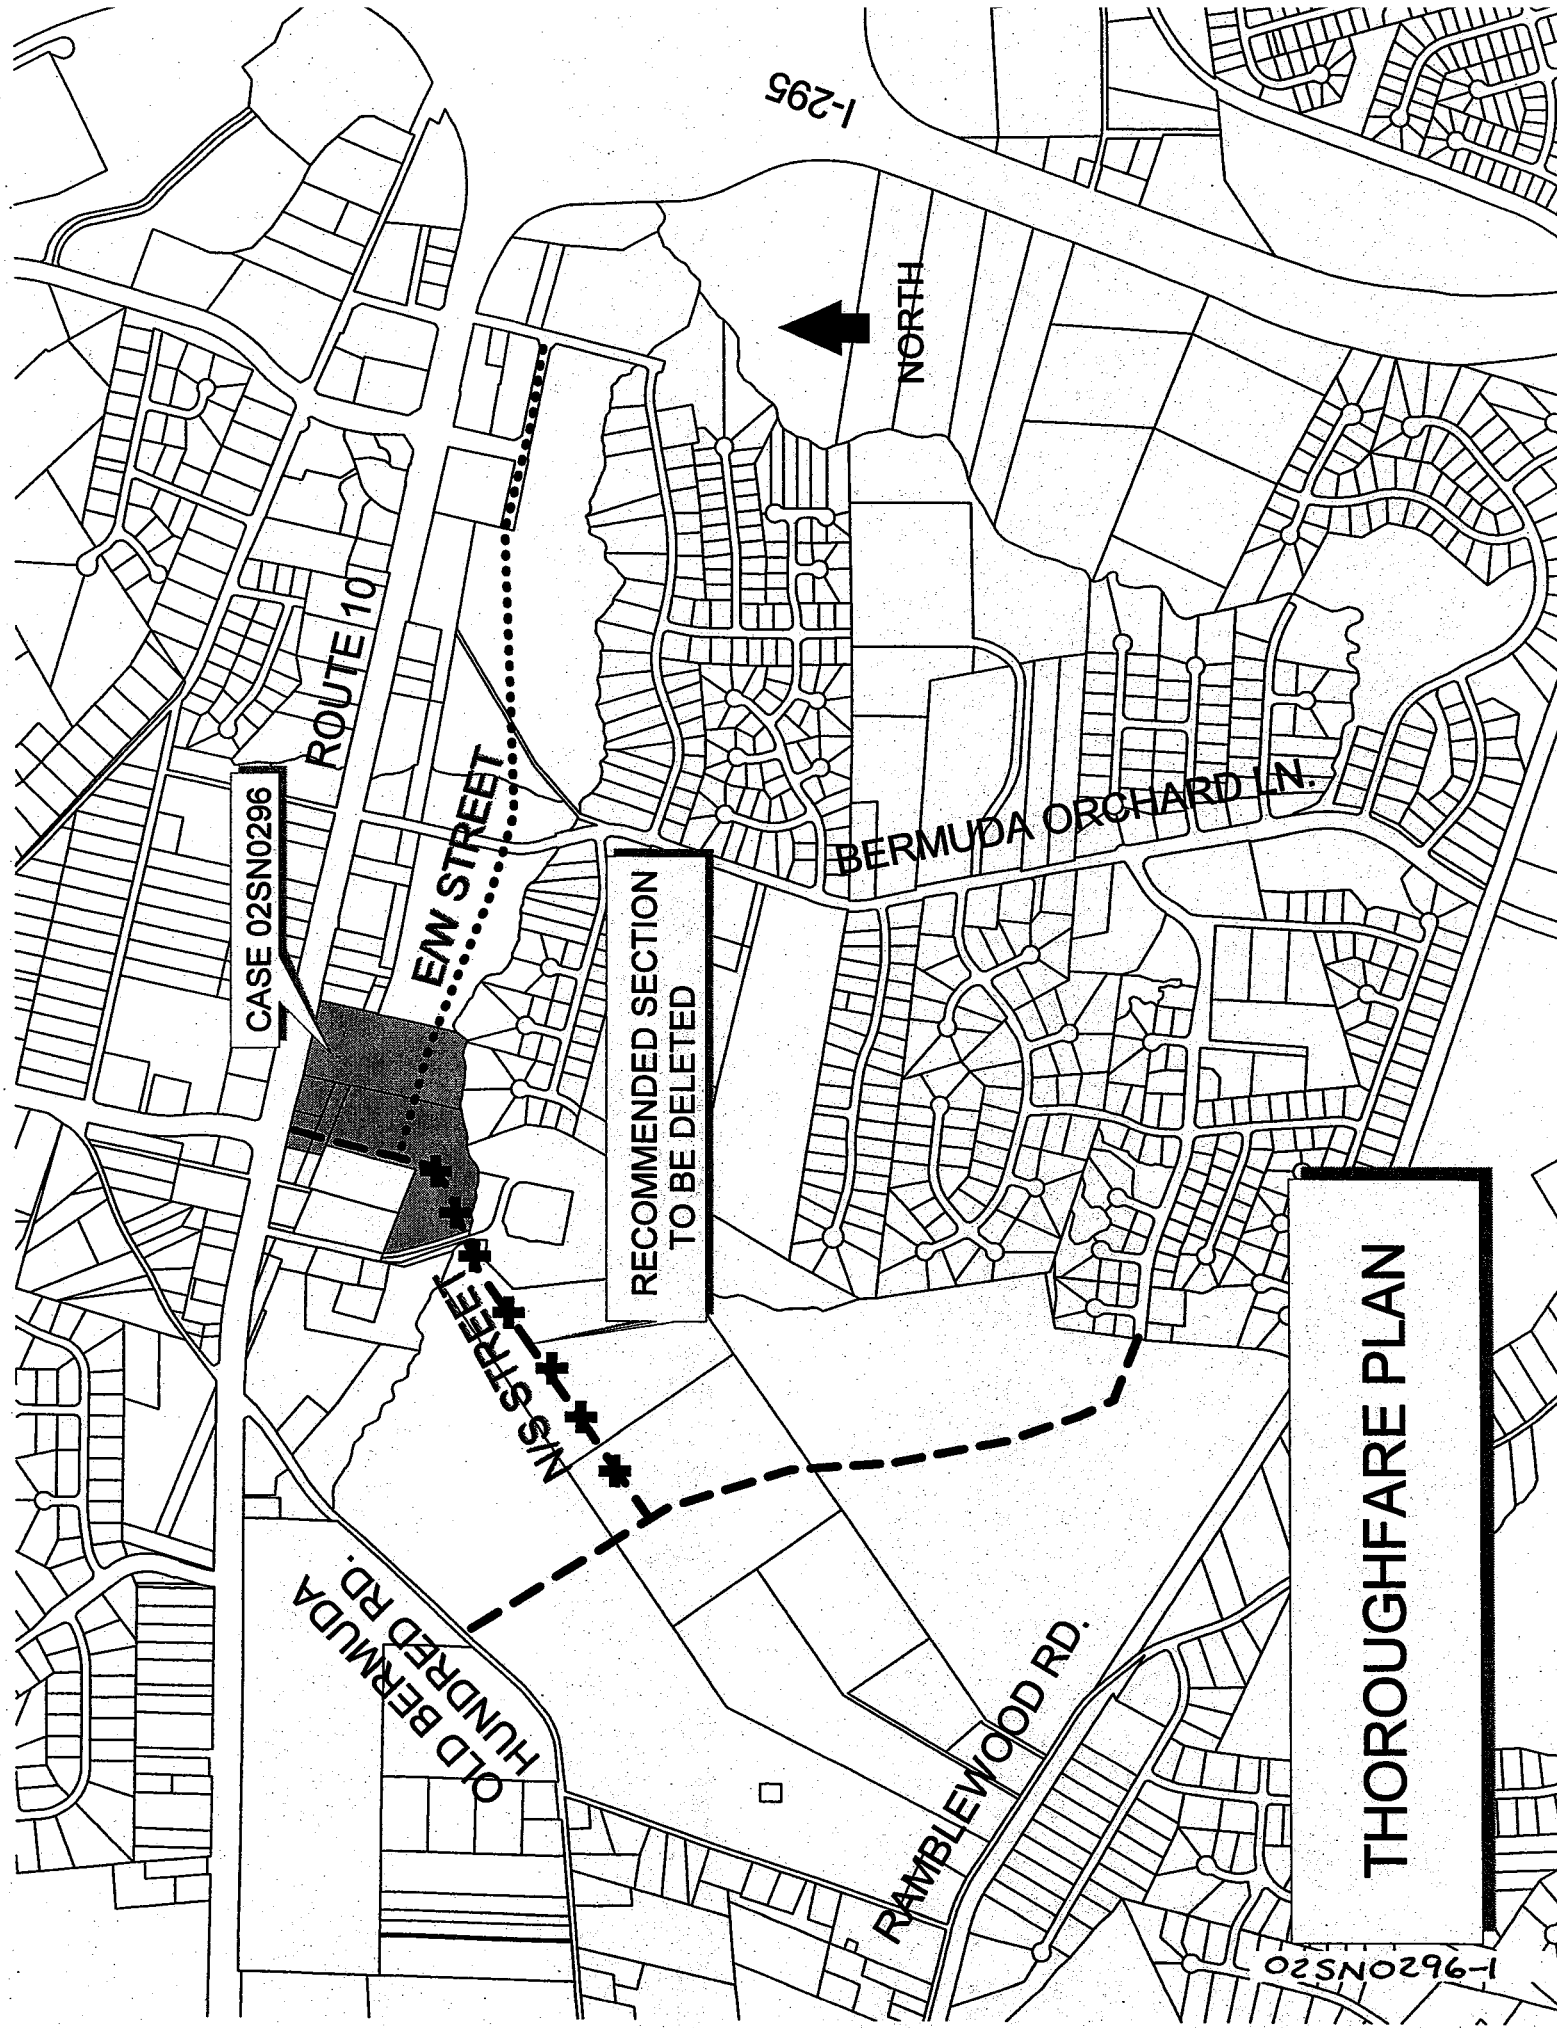 I-295
NORTH
ROUTE 10
CASE 02SN0296
E/W STREET
BERMUDA ORCHARD LN.
RECOMMENDED SECTION
TO BE DELETED
N/S STREET
OLD BERMUDA
HUNDRED RD.
RAMBLEWOOD RD.
THOROUGHFARE PLAN
02SN0296-1